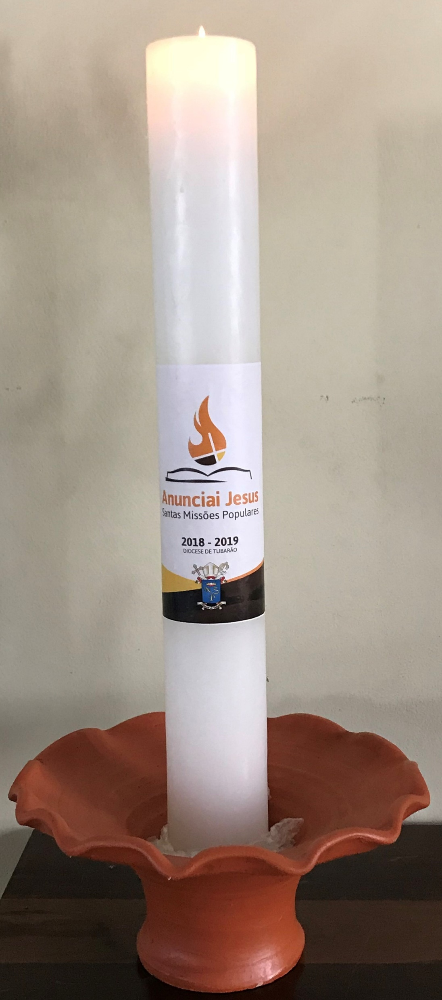 Anunciai Jesus
Santas Missões Populares
2018 - 2019
DIOCESE DE TUBARÃO
N S
T